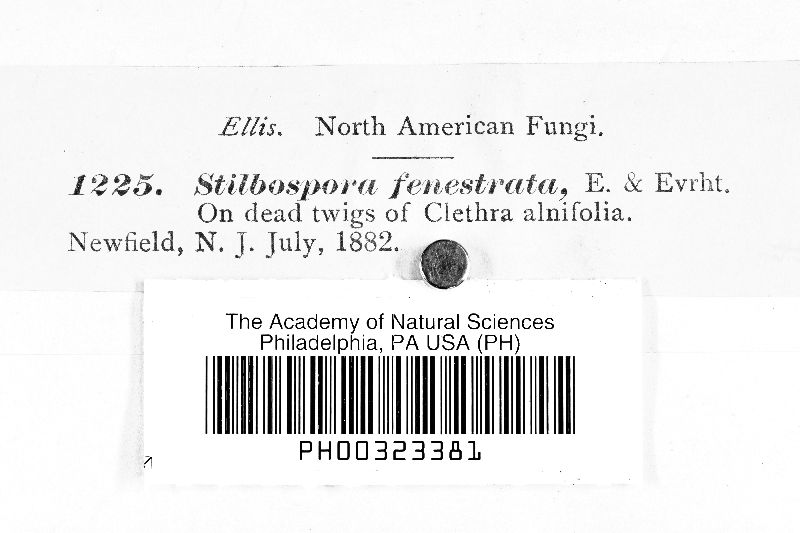 Ellis. North American Fungi.
1225. Stilbospora fenestrata, E. & Evrht.
On dead twigs of Clethra alnifolia.
Newfield, N. J. July, 1882.
The Academy of Natural Sciences
Philadelphia, PA USA (PH)
PH00323381